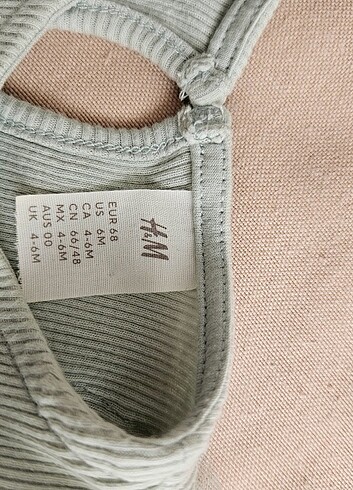 H&M
EUR 68
US 6M
CA 4-6M
CN 66/48
MX 4-6M
AUS 00
UK 4-6M